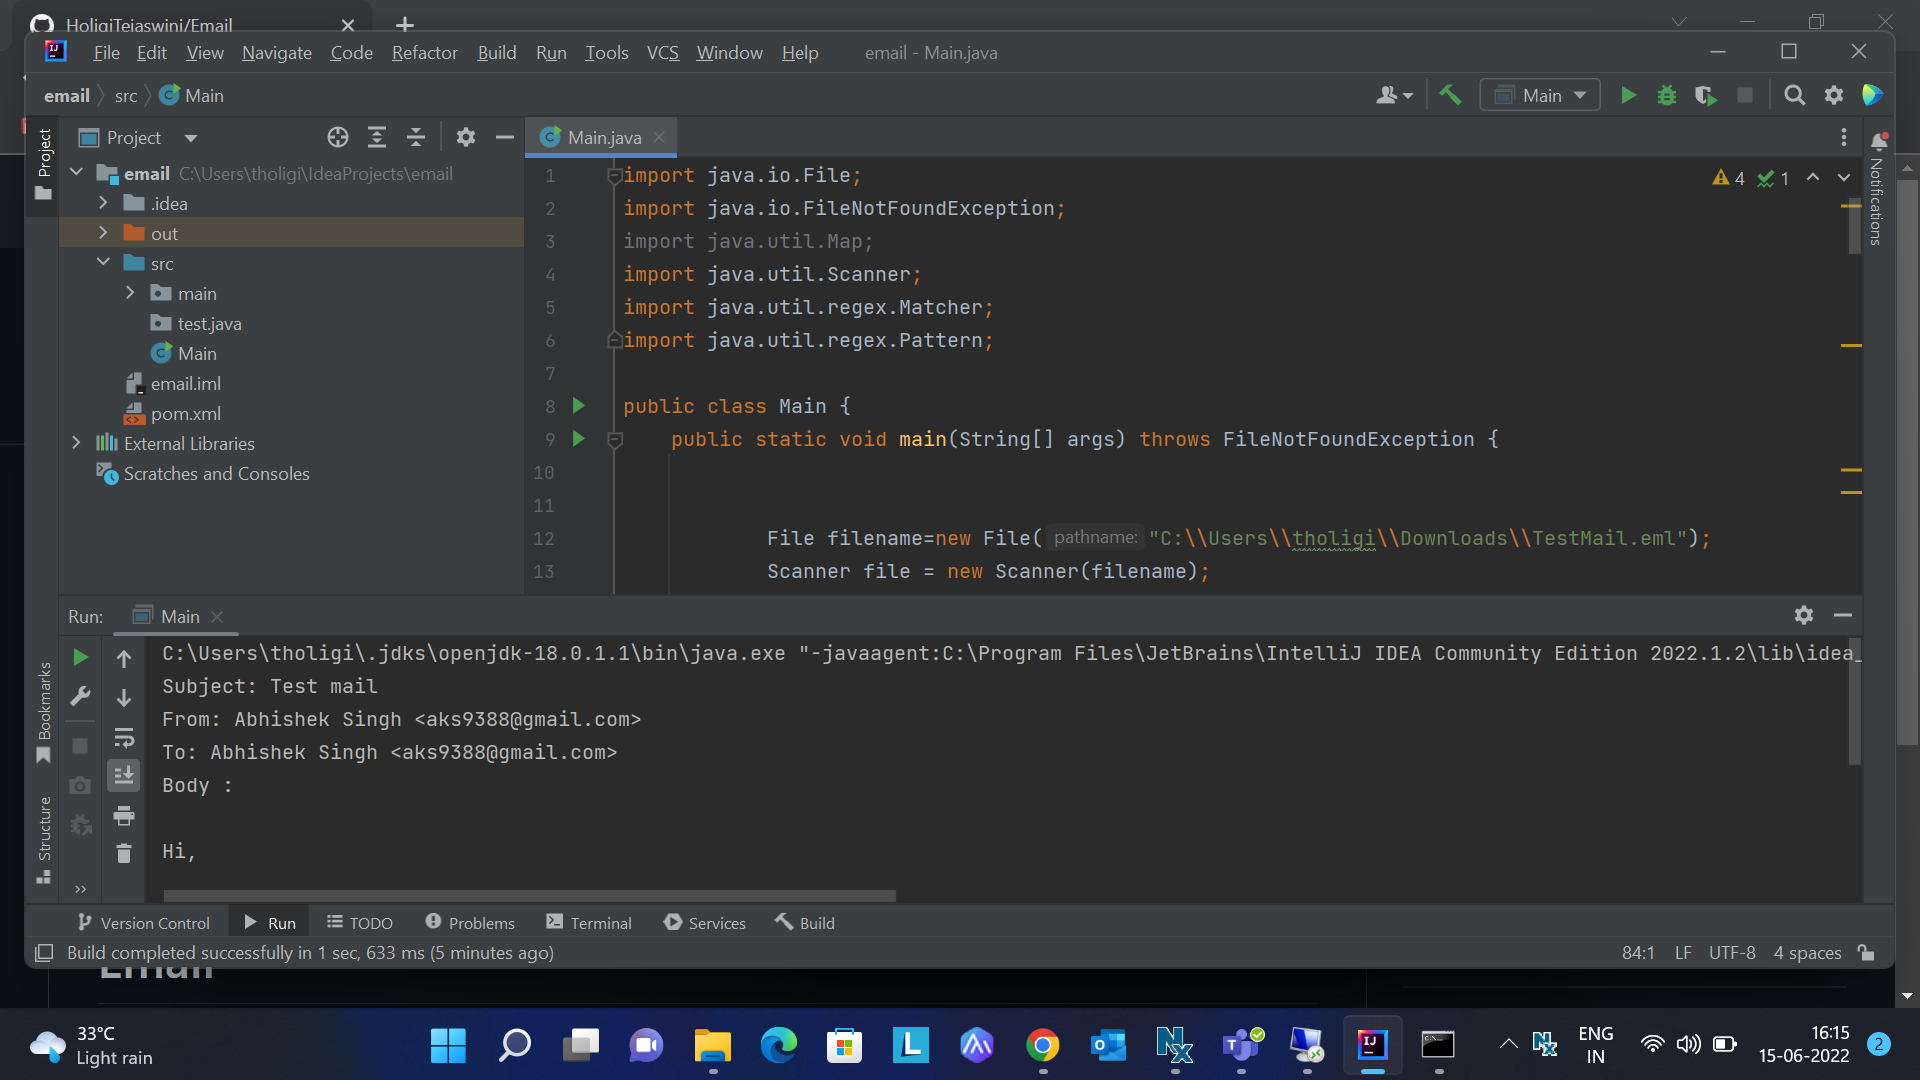 HoligiTejaswini/Email
File Edit View Navigate Code Refactor Build Run Tools VCS Window Help email - Main.java
email src Main
Main
Project
Project
Main.java
Notifications
email C:\Users\tholigi\IdeaProjects\email
.idea
out
src
main
test.java
Main
email.iml
pom.xml
External Libraries
Scratches and Consoles
4 1
1 import java.io.File;
2 import java.io.FileNotFoundException;
3 import java.util.Map;
4 import java.util.Scanner;
5 import java.util.regex.Matcher;
6 import java.util.regex.Pattern;
7
8 public class Main {
9 public static void main(String[] args) throws FileNotFoundException {
10
11
12 File filename=new File( pathname: "C:\\Users\\tholigi\\Downloads\\TestMail.eml");
13 Scanner file = new Scanner(filename);
Run: Main
C:\Users\tholigi\.jdks\openjdk-18.0.1.1\bin\java.exe "-javaagent:C:\Program Files\JetBrains\IntelliJ IDEA Community Edition 2022.1.2\lib\idea_
Subject: Test mail
From: Abhishek Singh <aks9388@gmail.com>
To: Abhishek Singh <aks9388@gmail.com>
Body :
Hi,
Bookmarks
Structure
Version Control Run TODO Problems Terminal Services Build
Build completed successfully in 1 sec, 633 ms (5 minutes ago)
84:1 LF UTF-8 4 spaces
Email
33°C
Light rain
ENG
IN
16:15
15-06-2022
2